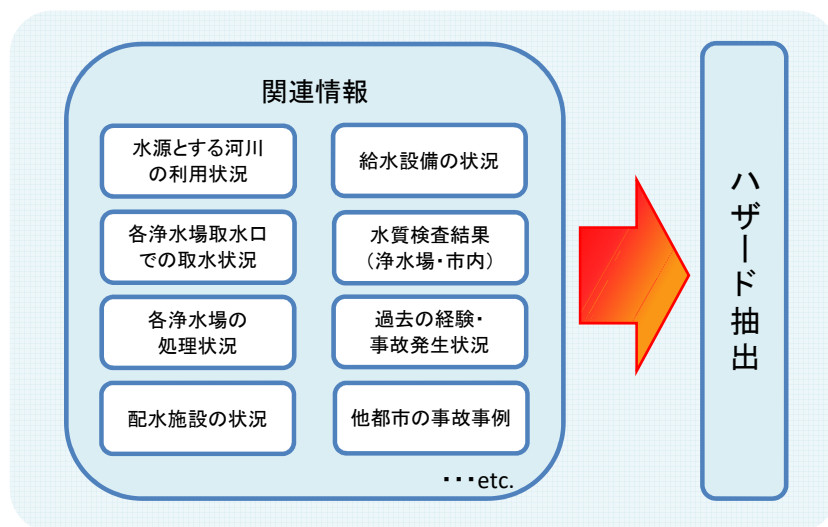 関連情報
水源とする河川
の利用状況
給水設備の状況
各浄水場取水口
での取水状況
水質検査結果
（浄水場・市内）
各浄水場の
処理状況
過去の経験・
事故発生状況
配水施設の状況
他都市の事故事例
・・・etc.
ハザード抽出